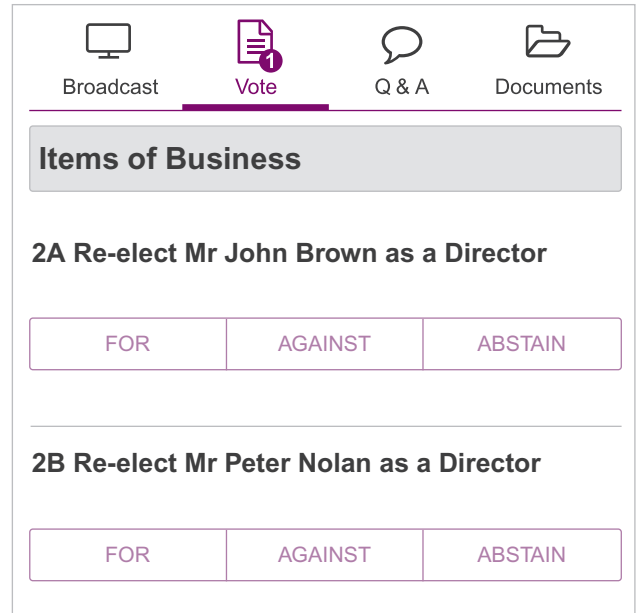 1
Broadcast Vote Q & A Documents
Items of Business
2A Re-elect Mr John Brown as a Director
FOR AGAINST ABSTAIN
2B Re-elect Mr Peter Nolan as a Director
FOR AGAINST ABSTAIN